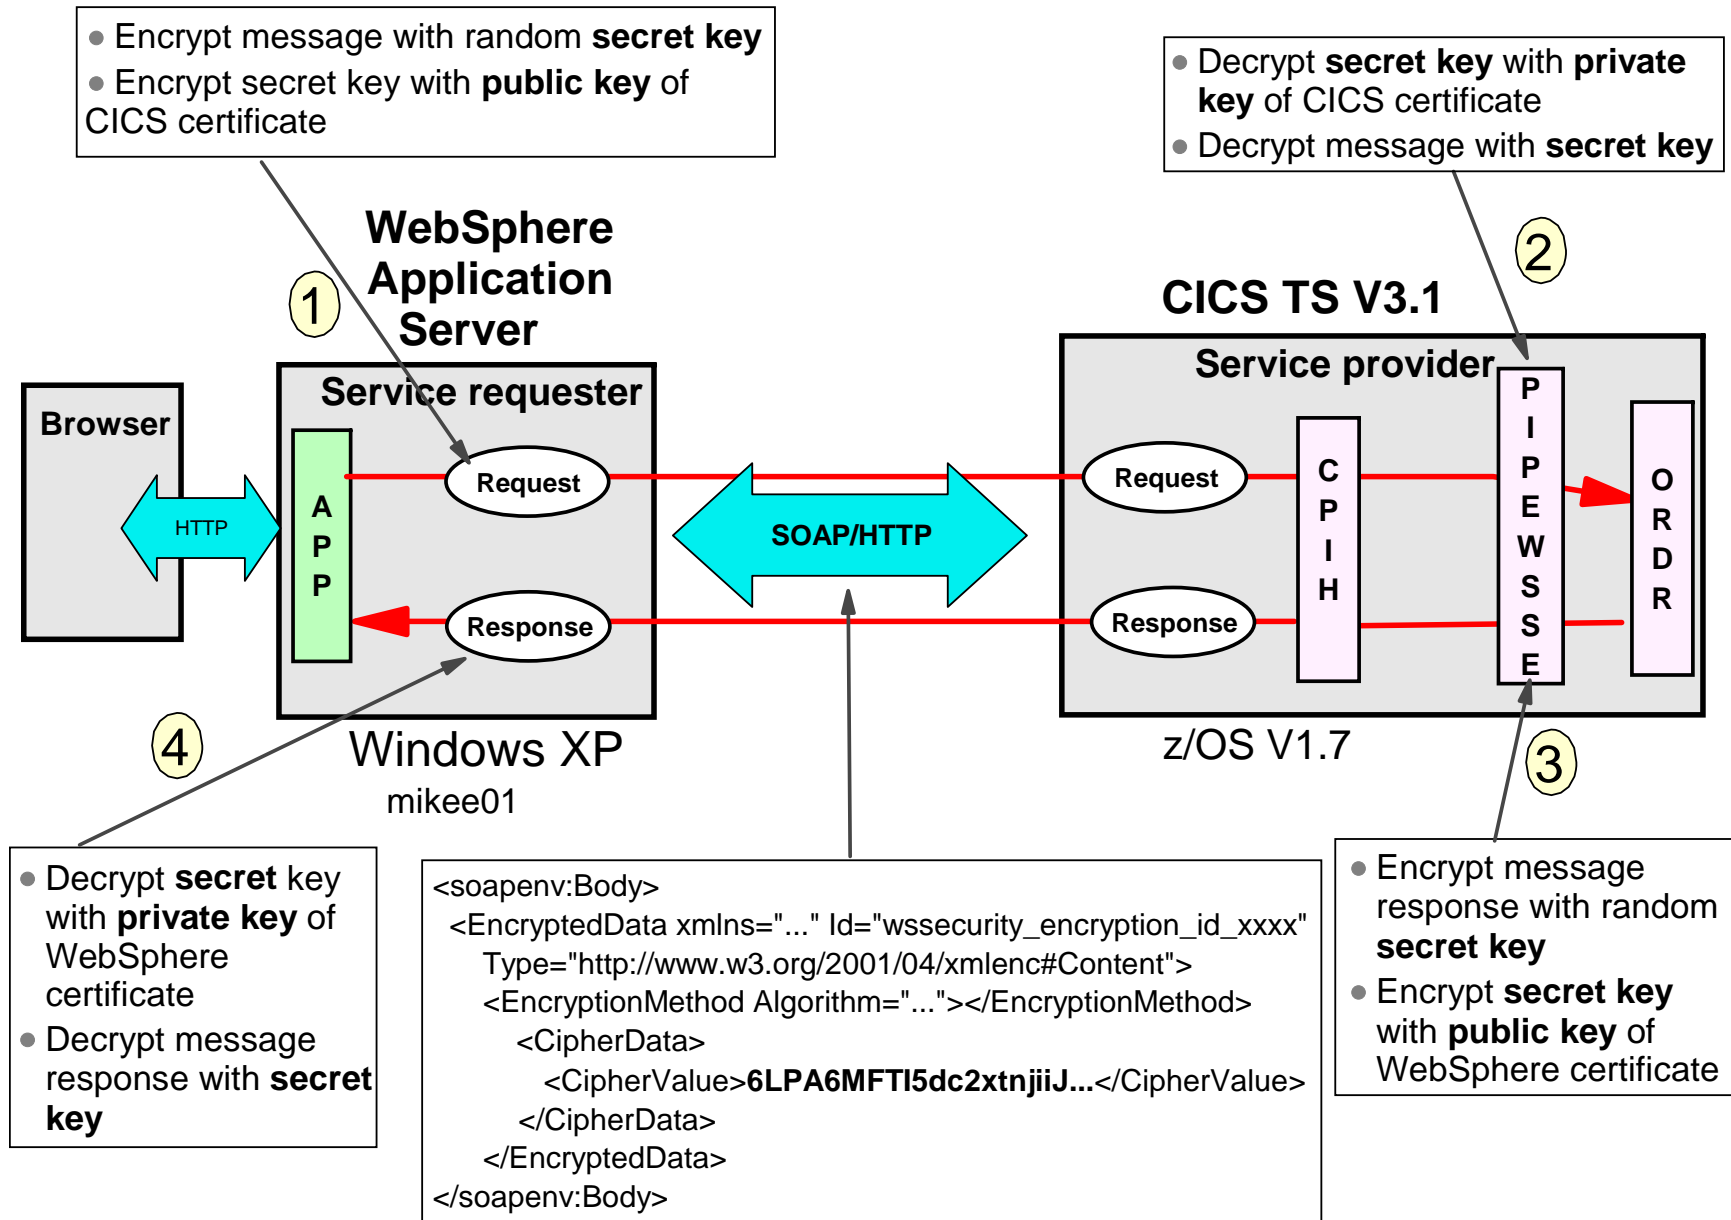 ● Encrypt message with random secret key
● Encrypt secret key with public key of
CICS certificate
● Decrypt secret key with private
key of CICS certificate
● Decrypt message with secret key
WebSphere
Application
Server
1
2
CICS TS V3.1
Browser
HTTP
Service requester
APP
Request
Response
SOAP/HTTP
Service provider
Request
Response
CPIH
PIPEWSSE
ORDR
4
Windows XP
mikee01
z/OS V1.7
3
● Decrypt secret key
with private key of
WebSphere
certificate
● Decrypt message
response with secret
key
<soapenv:Body>
<EncryptedData xmlns="..." Id="wssecurity_encryption_id_xxxx"
Type="http://www.w3.org/2001/04/xmlenc#Content">
<EncryptionMethod Algorithm="..."></EncryptionMethod>
<CipherData>
<CipherValue>6LPA6MFTI5dc2xtnjiiJ...</CipherValue>
</CipherData>
</EncryptedData>
</soapenv:Body>
● Encrypt message
response with random
secret key
● Encrypt secret key
with public key of
WebSphere certificate